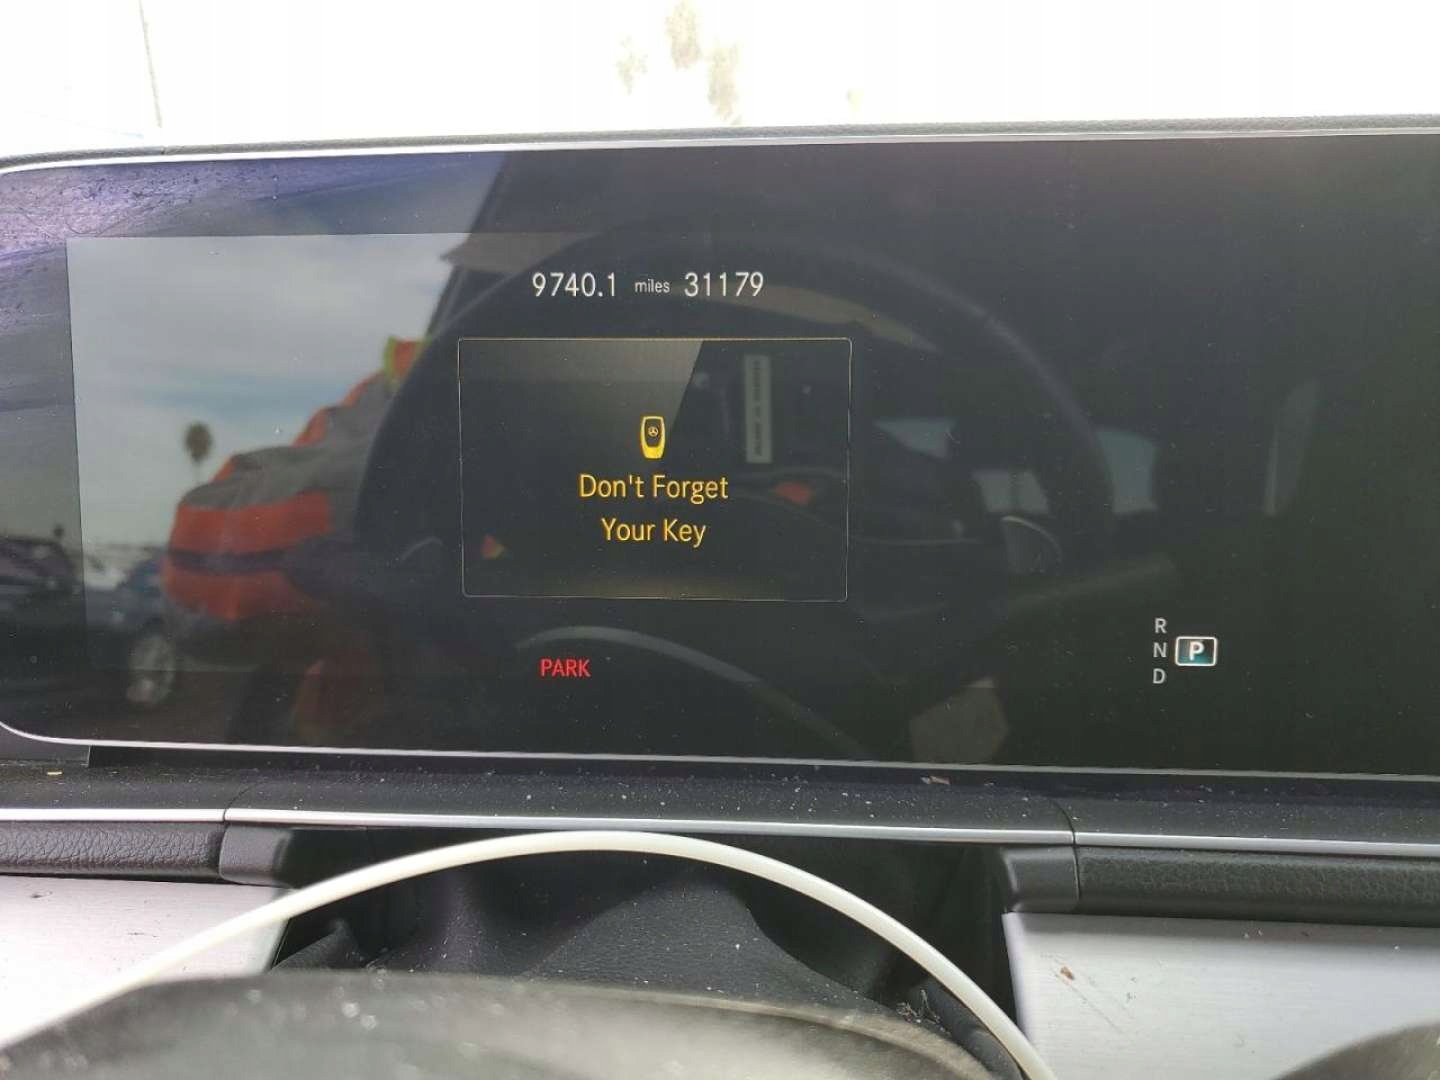 9740.1 miles 31179
Don't Forget
Your Key
R
N P
D
PARK